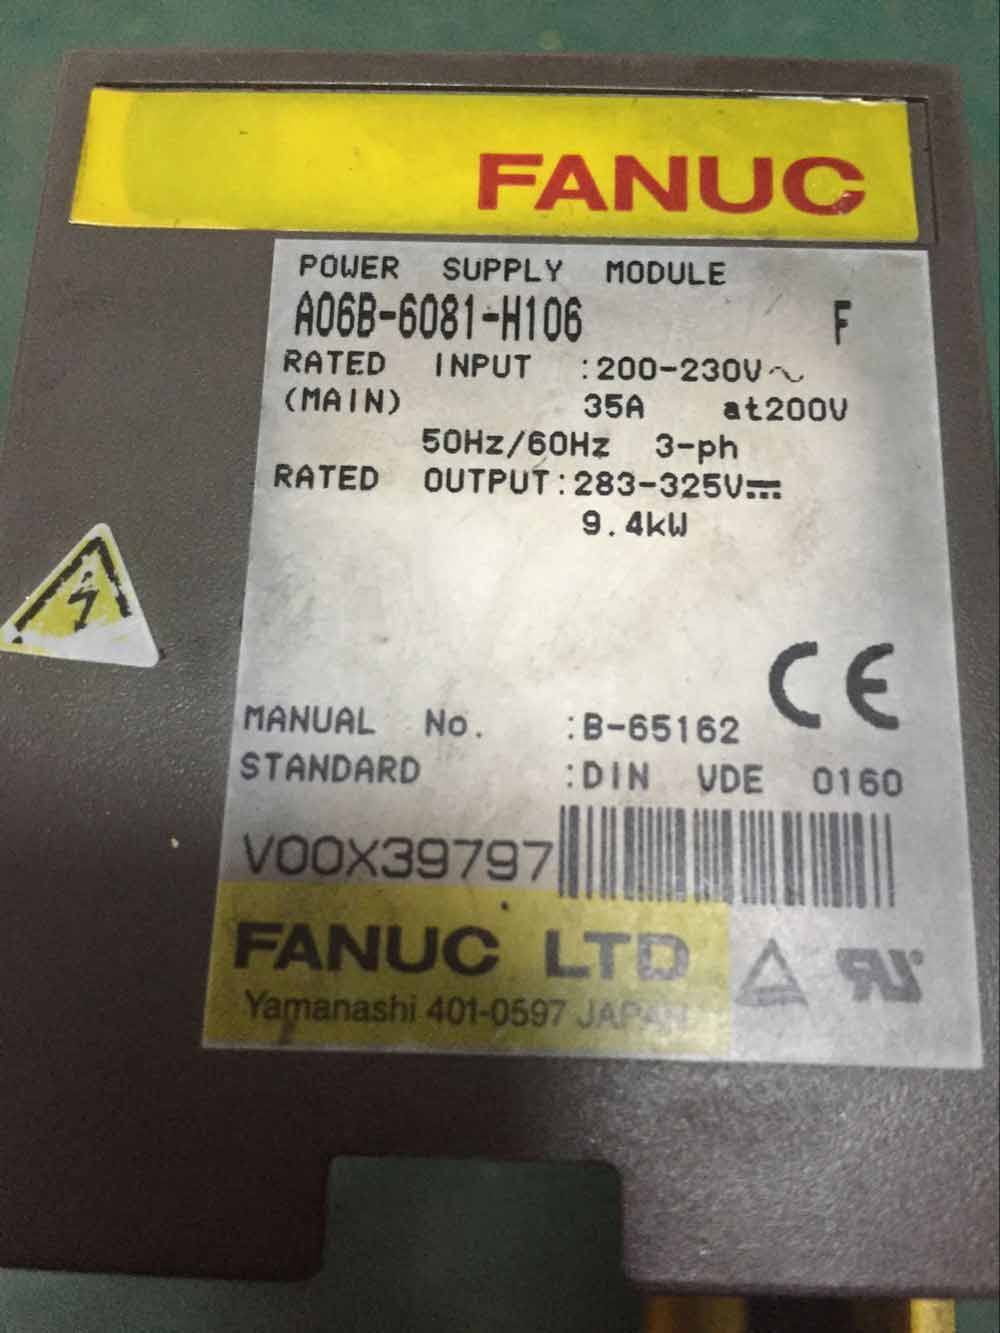 FANUC
POWER SUPPLY MODULE
A06B-6081-H106 F
RATED INPUT :200-230V~
(MAIN) 35A at200V
50Hz/60Hz 3-ph
RATED OUTPUT:283-325V⎓
9.4kW
CE
MANUAL No. :B-65162
STANDARD :DIN VDE 0160
V00X39797
FANUC LTD
Yamanashi 401-0597 JAPAN